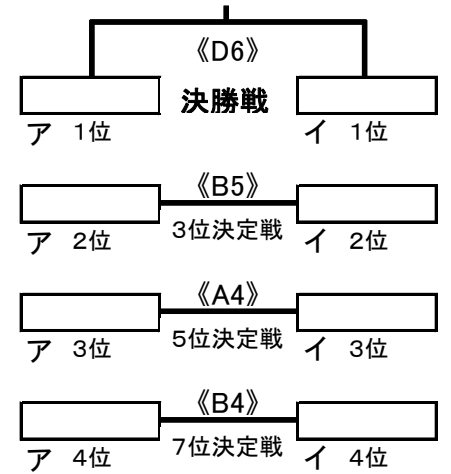 《D6》
決勝戦
ア 1位 イ 1位
《B5》
3位決定戦
ア 2位 イ 2位
《A4》
5位決定戦
ア 3位 イ 3位
《B4》
7位決定戦
ア 4位 イ 4位